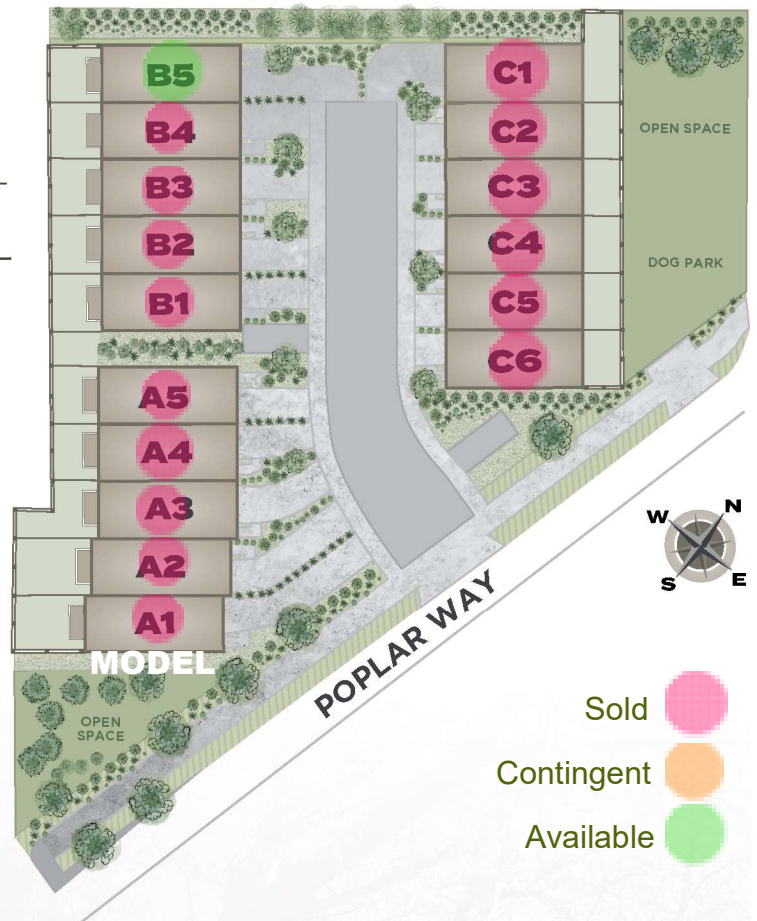 B5
B4
B3
B2
B1
A5
A4
A3
A2
A1
MODEL
C1
C2
C3
C4
C5
C6
OPEN SPACE
DOG PARK
OPEN
SPACE
POPLAR WAY
W
N
S
E
Sold
Contingent
Available